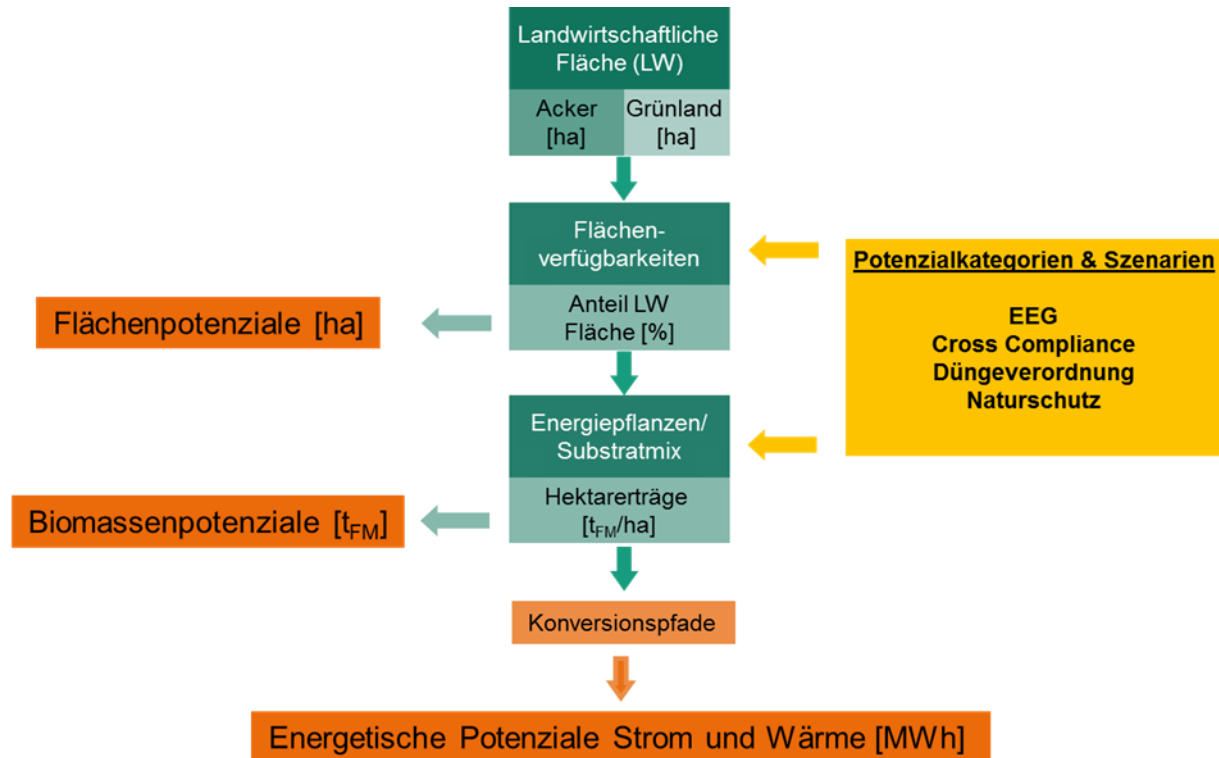 Landwirtschaftliche
Fläche (LW)
Acker
[ha]
Grünland
[ha]
Flächen-
verfügbarkeiten
Anteil LW
Fläche [%]
Flächenpotenziale [ha]
Potenzialkategorien & Szenarien
EEG
Cross Compliance
Düngeverordnung
Naturschutz
Energiepflanzen/
Substratmix
Hektarerträge
[tFM/ha]
Biomassenpotenziale [tFM]
Konversionspfade
Energetische Potenziale Strom und Wärme [MWh]